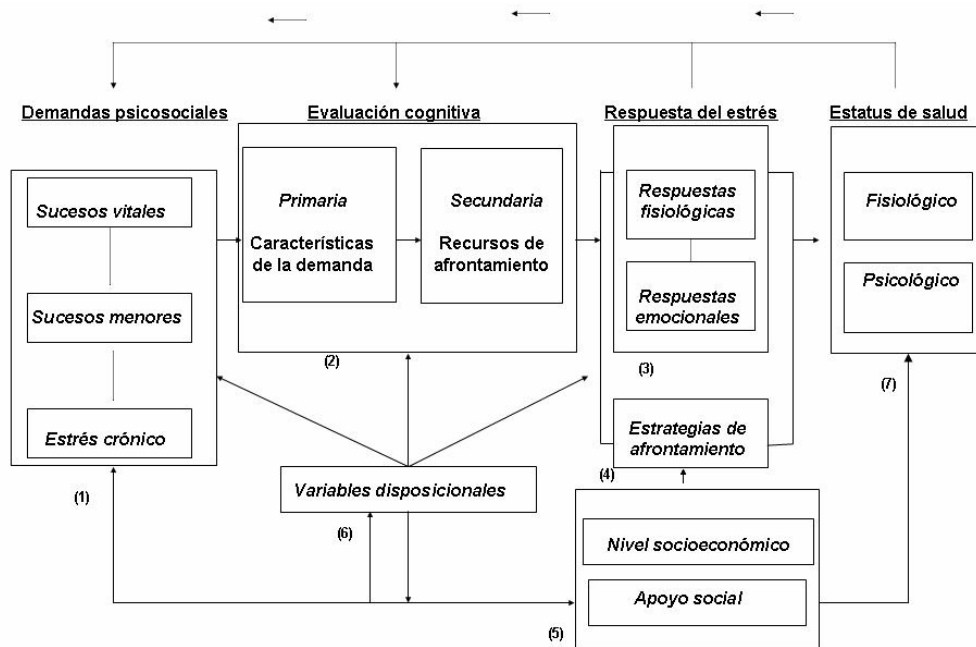 Demandas psicosociales
Evaluación cognitiva
Respuesta del estrés
Estatus de salud
Sucesos vitales
Sucesos menores
Estrés crónico
(1)
Primaria
Características
de la demanda
Secundaria
Recursos de
afrontamiento
(2)
Respuestas
fisiológicas
Respuestas
emocionales
(3)
Estrategias de
afrontamiento
(4)
Fisiológico
Psicológico
(7)
Variables disposicionales
(6)
Nivel socioeconómico
Apoyo social
(5)